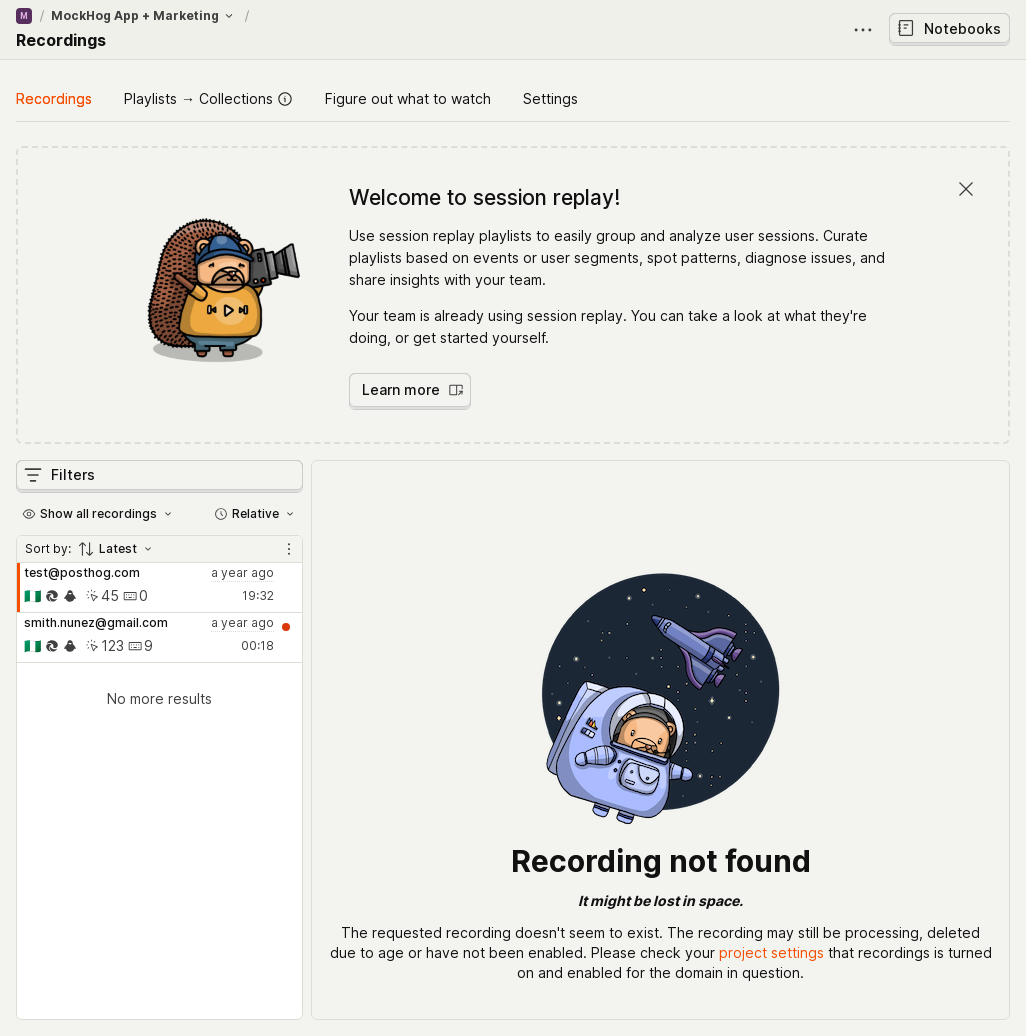 M / MockHog App + Marketing /
Recordings
Notebooks
Recordings
Playlists → Collections
Figure out what to watch
Settings
Welcome to session replay!
Use session replay playlists to easily group and analyze user sessions. Curate
playlists based on events or user segments, spot patterns, diagnose issues, and
share insights with your team.
Your team is already using session replay. You can take a look at what they're
doing, or get started yourself.
Learn more
Filters
Show all recordings
Relative
Sort by: Latest
test@posthog.com a year ago
45 0 19:32
smith.nunez@gmail.com a year ago
123 9 00:18
No more results
Recording not found
It might be lost in space.
The requested recording doesn't seem to exist. The recording may still be processing, deleted
due to age or have not been enabled. Please check your project settings that recordings is turned
on and enabled for the domain in question.